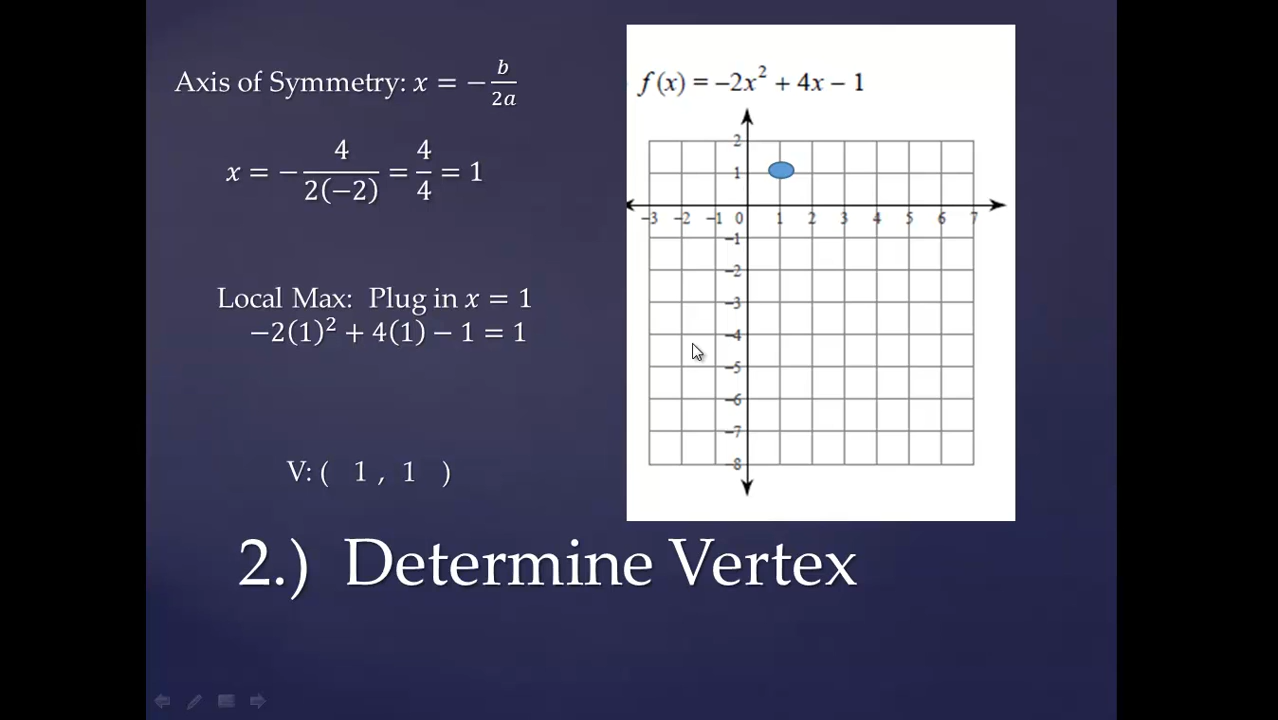 Axis of Symmetry: x = −b/2a
x = −4/2(−2) = 4/4 = 1
Local Max: Plug in x = 1
−2(1)² + 4(1) − 1 = 1
V: ( 1 , 1 )
f(x) = −2x² + 4x − 1
2
1
−3 −2 −1 0 1 2 3 4 5 6 7
−1
−2
−3
−4
−5
−6
−7
−8
2.) Determine Vertex